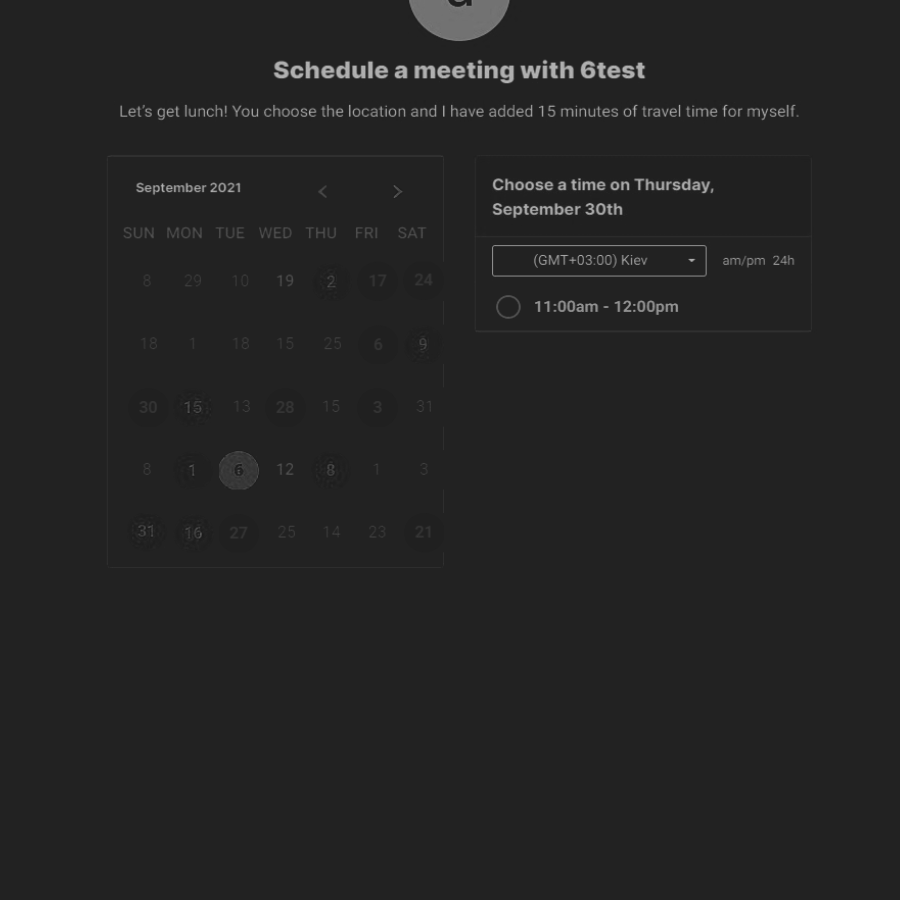 Schedule a meeting with 6test
Let's get lunch! You choose the location and I have added 15 minutes of travel time for myself.
September 2021
SUN MON TUE WED THU FRI SAT
8 29 10 19 2 17 24
18 1 18 15 25 6 9
30 15 13 28 15 3 31
8 1 6 12 8 1 3
31 16 27 25 14 23 21
Choose a time on Thursday,
September 30th
(GMT+03:00) Kiev
am/pm 24h
11:00am - 12:00pm